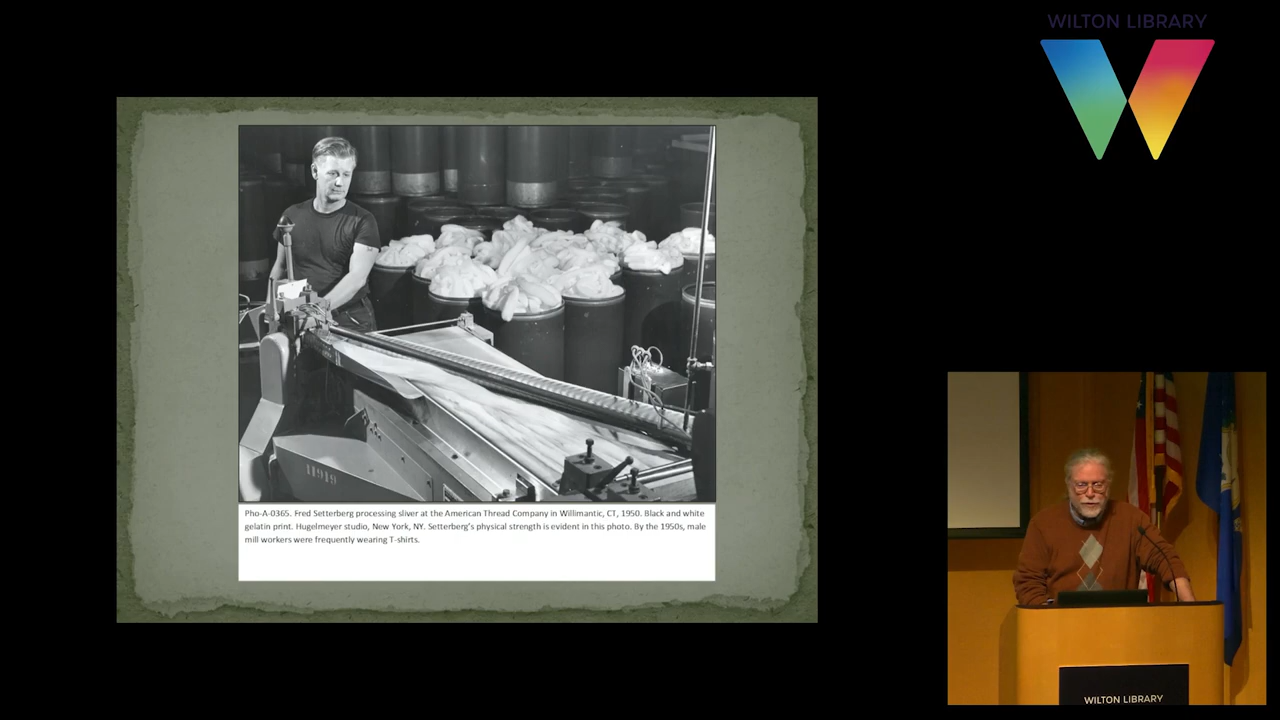 WILTON LIBRARY
11919
Pho-A-0365. Fred Setterberg processing sliver at the American Thread Company in Willimantic, CT, 1950. Black and white
gelatin print. Hugelmeyer studio, New York, NY. Setterberg's physical strength is evident in this photo. By the 1950s, male
mill workers were frequently wearing T-shirts.
WILTON LIBRARY